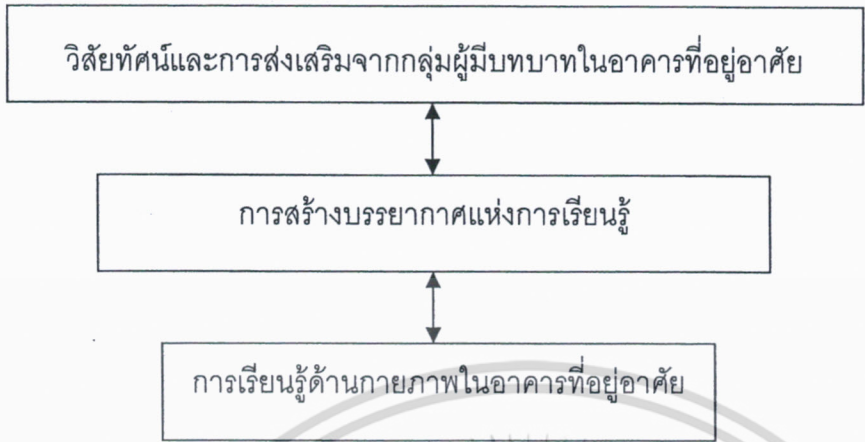 วิสัยทัศน์และการส่งเสริมจากกลุ่มผู้มีบทบาทในอาคารที่อยู่อาศัย
การสร้างบรรยากาศแห่งการเรียนรู้
การเรียนรู้ด้านกายภาพในอาคารที่อยู่อาศัย